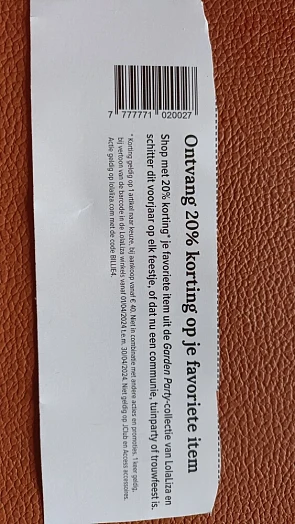 Ontvang 20% korting op je favoriete item
Shop met 20% korting* je favoriete item uit de Garden Party-collectie van LolaLiza en
schitter dit voorjaar op elk feestje, of dat nu een communie, tuinparty of trouwfeest is.
* Korting geldig op 1 artikel naar keuze, bij aankoop vanaf € 40. Niet in combinatie met andere acties en promoties. 1 keer geldig,
bij vertoon van de barcode in de LolaLiza winkels vanaf 01/04/2024 t.e.m. 30/04/2024. Niet geldig op JClub en Access accessoires.
Actie geldig op lolaliza.com met de code BILLIE4.
7 777771 020027